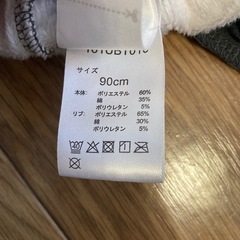 サイズ
90cm
本体: ポリエステル 60%
綿 35%
ポリウレタン 5%
リブ: ポリエステル 65%
綿 30%
ポリウレタン 5%